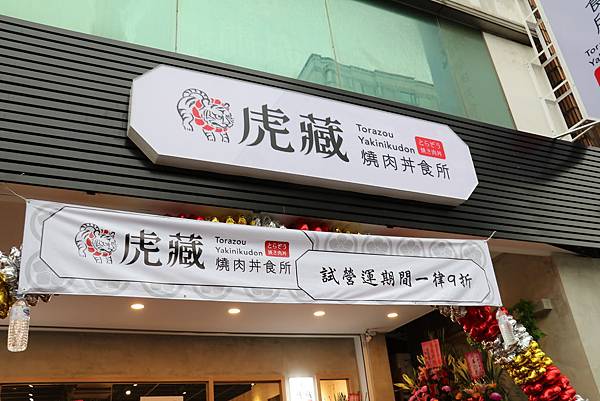 虎藏
Torazou
Yakinikudon
とらぞう
焼き肉丼
燒肉丼食所
虎藏
Torazou
Yakinikudon
とらぞう
焼き肉丼
燒肉丼食所
試營運期間一律9折